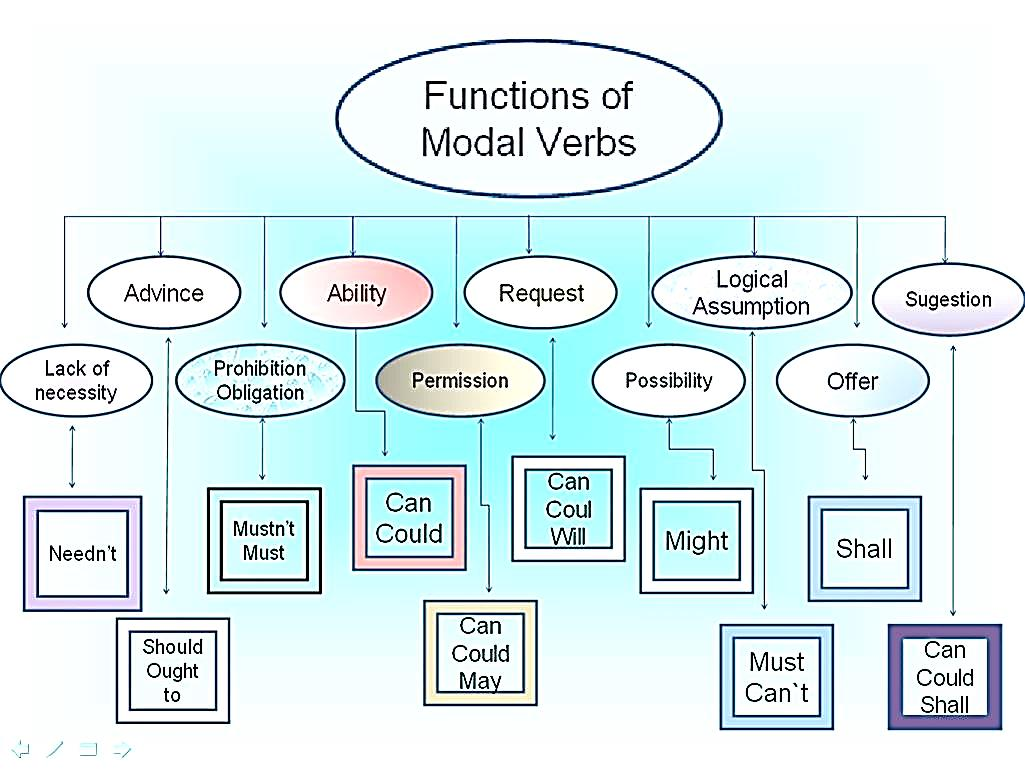 Functions of
Modal Verbs
Advince
Ability
Request
Logical
Assumption
Sugestion
Lack of
necessity
Prohibition
Obligation
Permission
Possibility
Offer
Needn't
Mustn't
Must
Can
Could
Can
Coul
Will
Might
Shall
Should
Ought
to
Can
Could
May
Must
Can`t
Can
Could
Shall